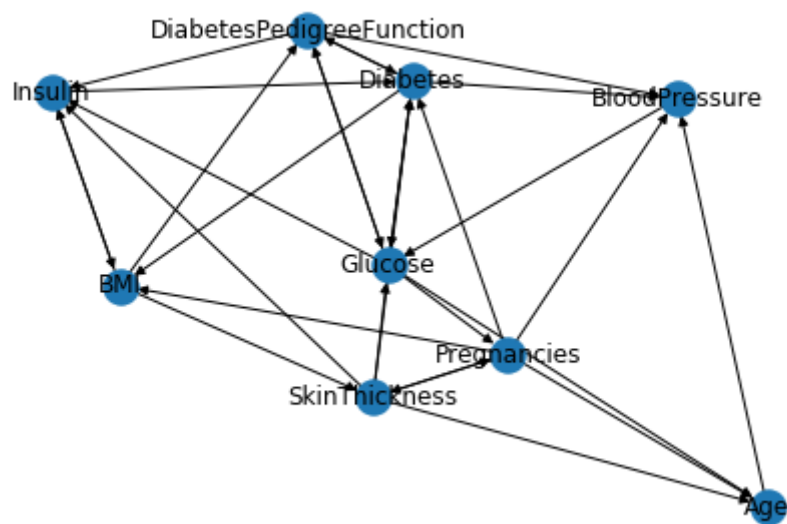 DiabetesPedigreeFunction
Diabetes
Insulin
BloodPressure
Glucose
BMI
Pregnancies
SkinThickness
Age